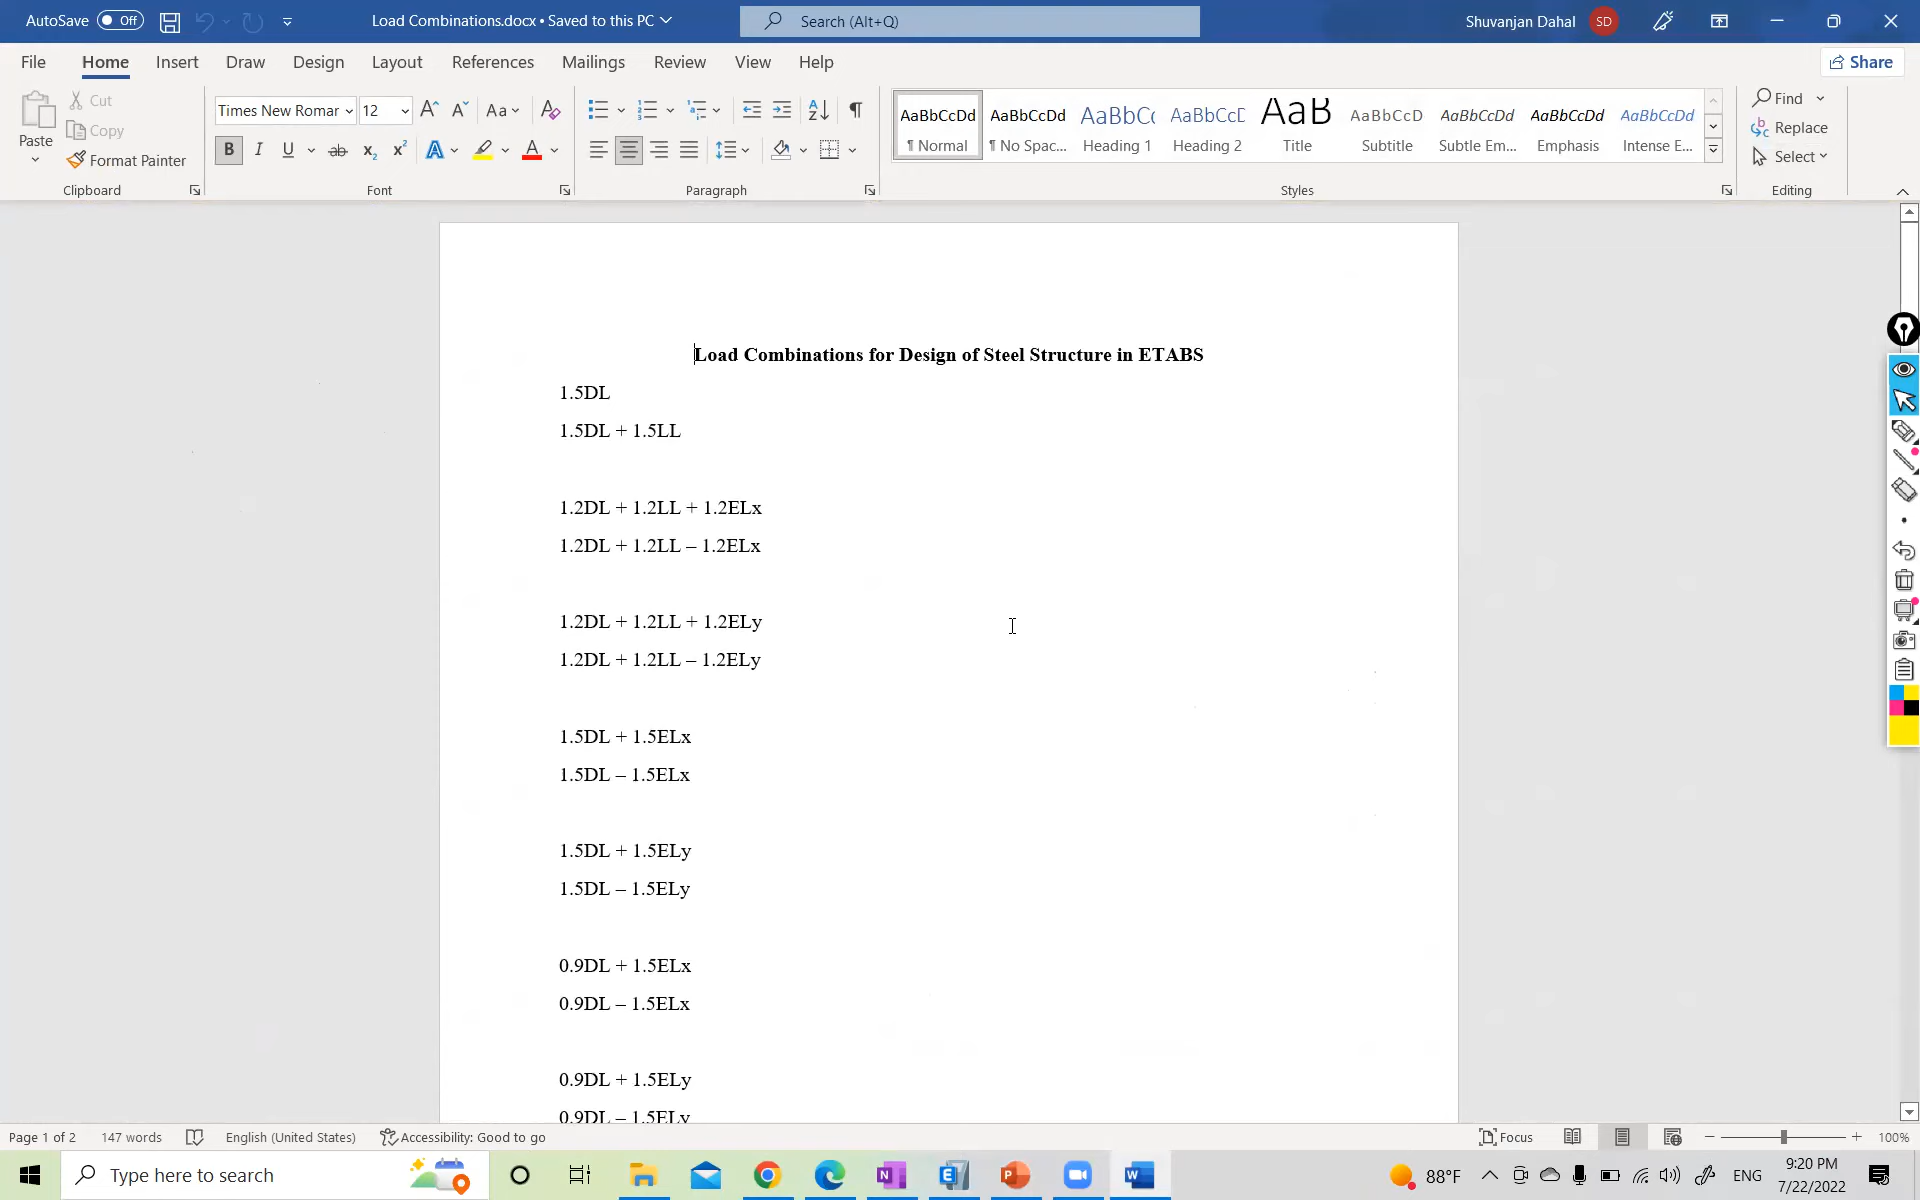 AutoSave Off Load Combinations.docx • Saved to this PC Search (Alt+Q) Shuvanjan Dahal SD
File Home Insert Draw Design Layout References Mailings Review View Help Share
Paste
Cut
Copy
Format Painter
Clipboard
Times New Romar 12
Aa
Font
Paragraph
AaBbCcDd AaBbCcDd AaBbCc AaBbCcD AaB AaBbCcD AaBbCcDd AaBbCcDd AaBbCcDd
¶ Normal ¶ No Spac... Heading 1 Heading 2 Title Subtitle Subtle Em... Emphasis Intense E...
Styles
Find
Replace
Select
Editing
Load Combinations for Design of Steel Structure in ETABS
1.5DL
1.5DL + 1.5LL
1.2DL + 1.2LL + 1.2ELx
1.2DL + 1.2LL – 1.2ELx
1.2DL + 1.2LL + 1.2ELy
1.2DL + 1.2LL – 1.2ELy
1.5DL + 1.5ELx
1.5DL – 1.5ELx
1.5DL + 1.5ELy
1.5DL – 1.5ELy
0.9DL + 1.5ELx
0.9DL – 1.5ELx
0.9DL + 1.5ELy
0.9DL – 1.5ELy
Page 1 of 2 147 words English (United States) Accessibility: Good to go Focus 100%
Type here to search 88°F ENG 9:20 PM
7/22/2022